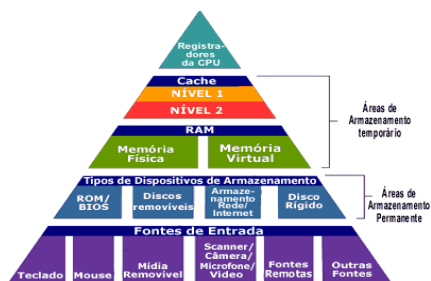 Registra-
dores
da CPU
Cache
NÍVEL 1
NÍVEL 2
Áreas de
Armazenamento
temporário
RAM
Memória
Física
Memória
Virtual
Tipos de Dispositivos de Armazenamento
ROM/
BIOS
Discos
removíveis
Armaze-
namento
Rede/
Internet
Disco
Rígido
Áreas de
Armazenamento
Permanente
Fontes de Entrada
Teclado
Mouse
Mídia
Removível
Scanner/
Câmera/
Microfone/
Video
Fontes
Remotas
Outras
Fontes